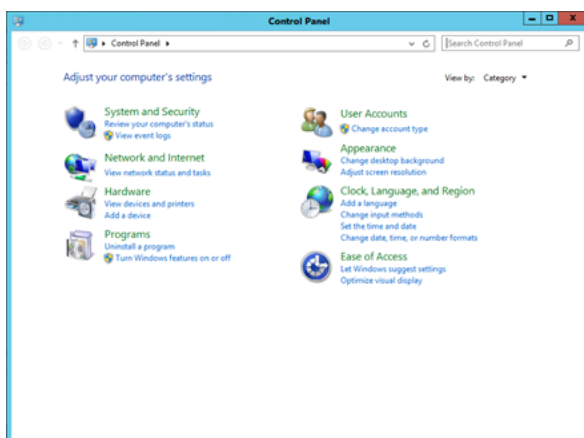 Control Panel
Control Panel
Search Control Panel
Adjust your computer's settings
View by: Category
System and Security
Review your computer's status
View event logs
Network and Internet
View network status and tasks
Hardware
View devices and printers
Add a device
Programs
Uninstall a program
Turn Windows features on or off
User Accounts
Change account type
Appearance
Change desktop background
Adjust screen resolution
Clock, Language, and Region
Add a language
Change input methods
Set the time and date
Change date, time, or number formats
Ease of Access
Let Windows suggest settings
Optimize visual display